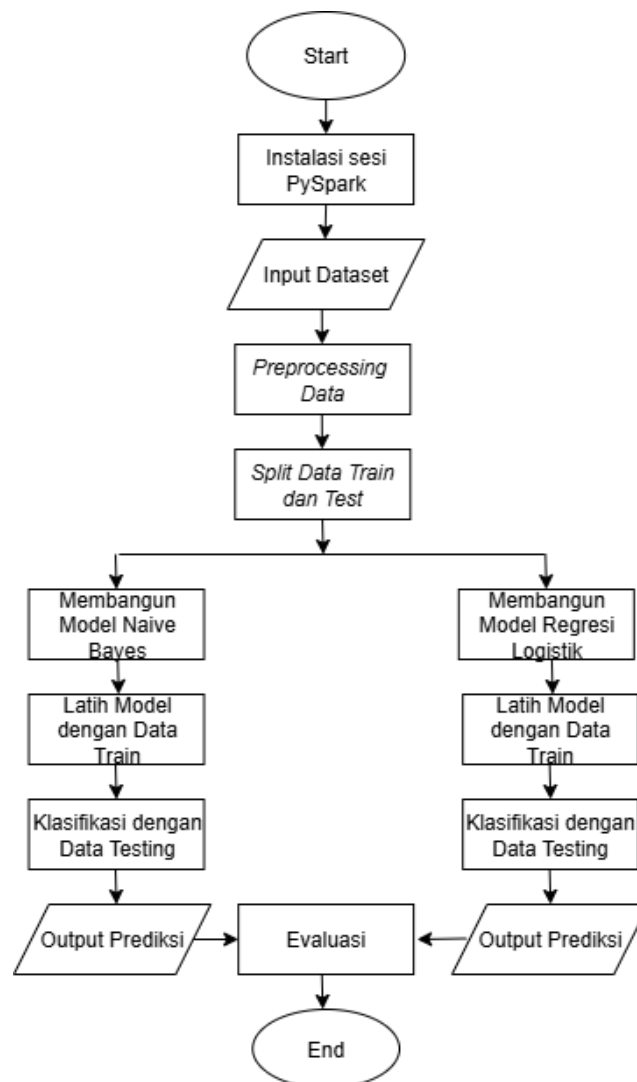 Start
Instalasi sesi
PySpark
Input Dataset
Preprocessing
Data
Split Data Train
dan Test
Membangun
Model Naive
Bayes
Membangun
Model Regresi
Logistik
Latih Model
dengan Data
Train
Latih Model
dengan Data
Train
Klasifikasi dengan
Data Testing
Klasifikasi dengan
Data Testing
Output Prediksi
Evaluasi
Output Prediksi
End